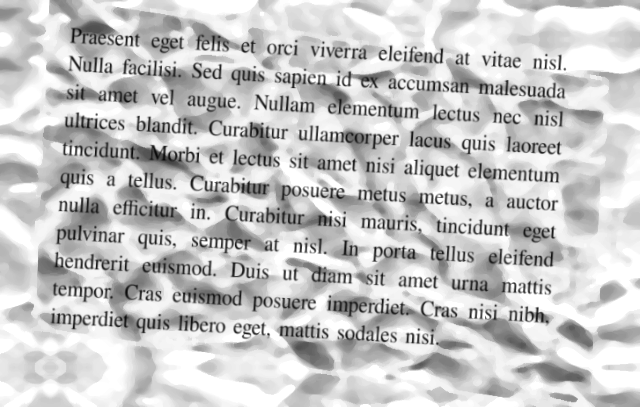 Praesent eget felis et orci viverra eleifend at vitae nisl.
Nulla facilisi. Sed quis sapien id ex accumsan malesuada
sit amet vel augue. Nullam elementum lectus nec nisl
ultrices blandit. Curabitur ullamcorper lacus quis laoreet
tincidunt. Morbi et lectus sit amet nisi aliquet elementum
quis a tellus. Curabitur posuere metus metus, a auctor
nulla efficitur in. Curabitur nisi mauris, tincidunt eget
pulvinar quis, semper at nisl. In porta tellus eleifend
hendrerit euismod. Duis ut diam sit amet urna mattis
tempor. Cras euismod posuere imperdiet. Cras nisi nibh,
imperdiet quis libero eget, mattis sodales nisi.